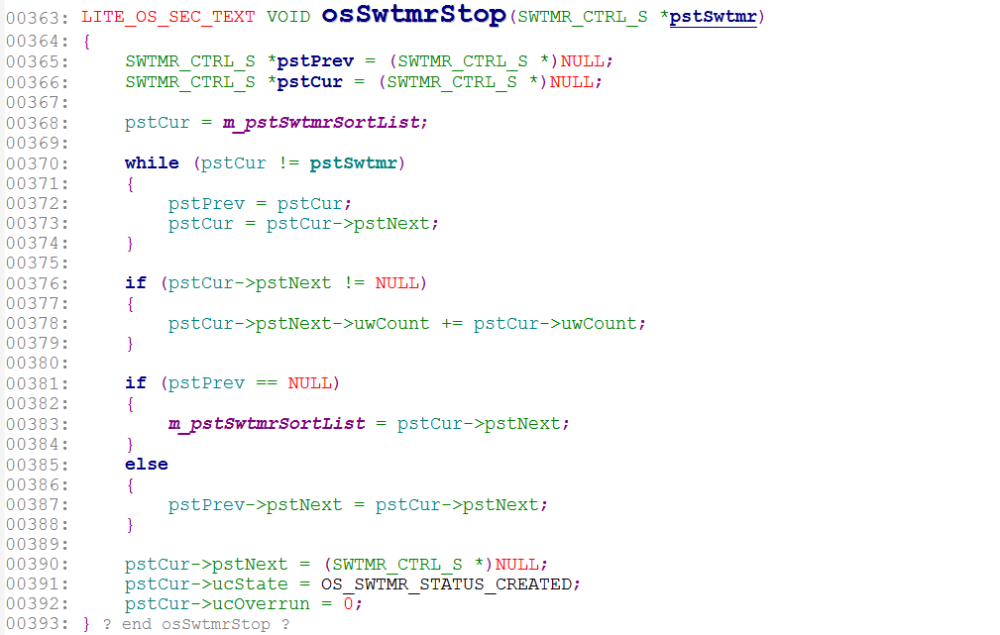 00363: LITE_OS_SEC_TEXT VOID osSwtmrStop(SWTMR_CTRL_S *pstSwtmr)
00364: {
00365:     SWTMR_CTRL_S *pstPrev = (SWTMR_CTRL_S *)NULL;
00366:     SWTMR_CTRL_S *pstCur = (SWTMR_CTRL_S *)NULL;
00367:
00368:     pstCur = m_pstSwtmrSortList;
00369:
00370:     while (pstCur != pstSwtmr)
00371:     {
00372:         pstPrev = pstCur;
00373:         pstCur = pstCur->pstNext;
00374:     }
00375:
00376:     if (pstCur->pstNext != NULL)
00377:     {
00378:         pstCur->pstNext->uwCount += pstCur->uwCount;
00379:     }
00380:
00381:     if (pstPrev == NULL)
00382:     {
00383:         m_pstSwtmrSortList = pstCur->pstNext;
00384:     }
00385:     else
00386:     {
00387:         pstPrev->pstNext = pstCur->pstNext;
00388:     }
00389:
00390:     pstCur->pstNext = (SWTMR_CTRL_S *)NULL;
00391:     pstCur->ucState = OS_SWTMR_STATUS_CREATED;
00392:     pstCur->ucOverrun = 0;
00393: } ? end osSwtmrStop ?